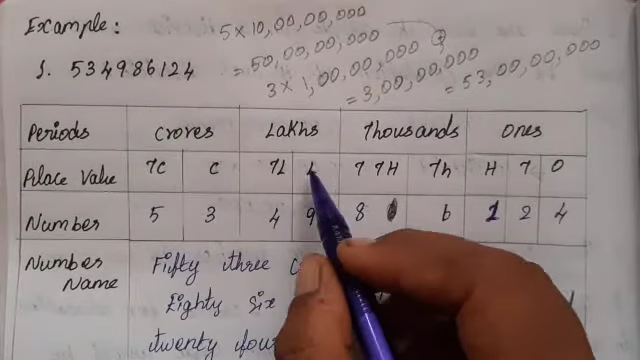 Example:
5 × 10,00,00,000
= 50,00,00,000
1. 534986124
3 × 1,00,00,000
= 3,00,00,000
= 53,00,00,000
Periods Crores Lakhs Thousands Ones
Place Value TC C TL L T TH Th H T O
Number 5 3 4 9 8 6 1 2 4
Number Name
Fifty three
Eighty six
twenty four